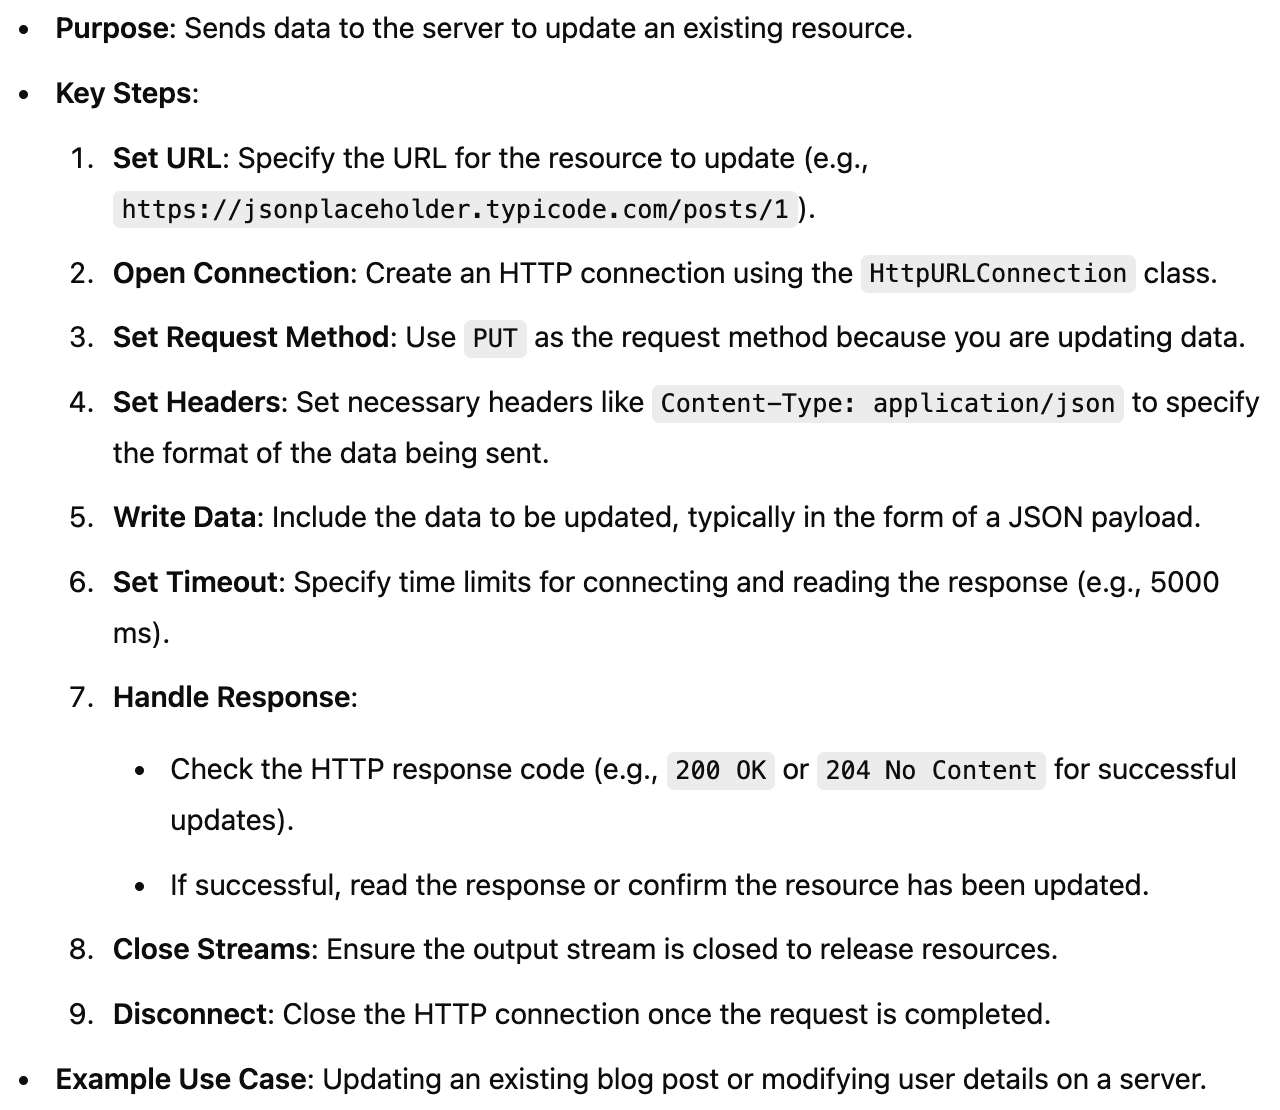 • Purpose: Sends data to the server to update an existing resource.
• Key Steps:
1. Set URL: Specify the URL for the resource to update (e.g.,
https://jsonplaceholder.typicode.com/posts/1).
2. Open Connection: Create an HTTP connection using the HttpURLConnection class.
3. Set Request Method: Use PUT as the request method because you are updating data.
4. Set Headers: Set necessary headers like Content-Type: application/json to specify
the format of the data being sent.
5. Write Data: Include the data to be updated, typically in the form of a JSON payload.
6. Set Timeout: Specify time limits for connecting and reading the response (e.g., 5000
ms).
7. Handle Response:
• Check the HTTP response code (e.g., 200 OK or 204 No Content for successful
updates).
• If successful, read the response or confirm the resource has been updated.
8. Close Streams: Ensure the output stream is closed to release resources.
9. Disconnect: Close the HTTP connection once the request is completed.
• Example Use Case: Updating an existing blog post or modifying user details on a server.